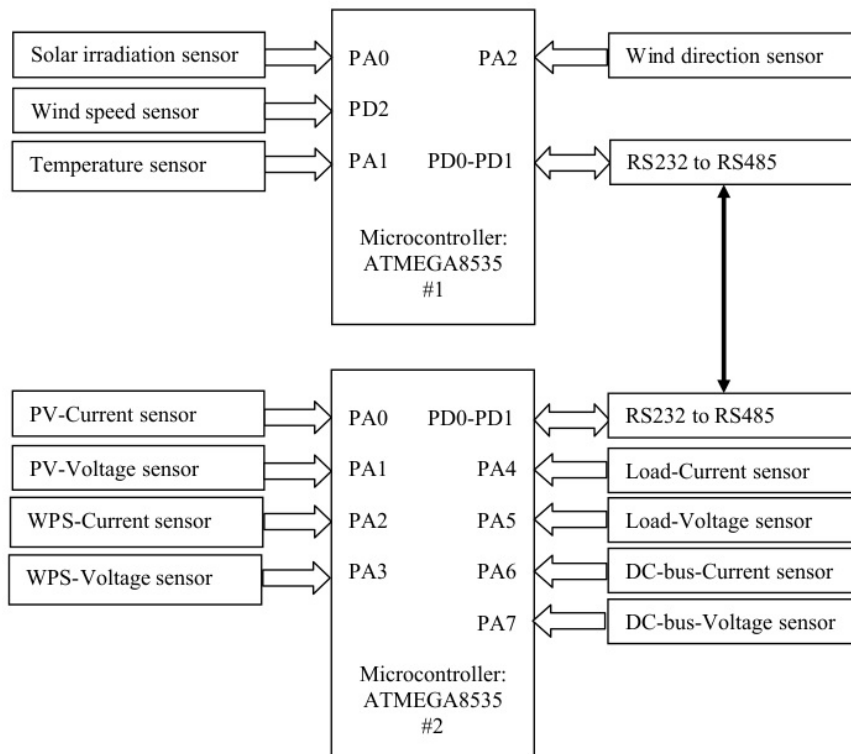 Solar irradiation sensor
PA0
PA2
Wind direction sensor
Wind speed sensor
PD2
Temperature sensor
PA1
PD0-PD1
RS232 to RS485
Microcontroller:
ATMEGA8535
#1
PV-Current sensor
PA0
PD0-PD1
RS232 to RS485
PV-Voltage sensor
PA1
PA4
Load-Current sensor
WPS-Current sensor
PA2
PA5
Load-Voltage sensor
WPS-Voltage sensor
PA3
PA6
DC-bus-Current sensor
PA7
DC-bus-Voltage sensor
Microcontroller:
ATMEGA8535
#2